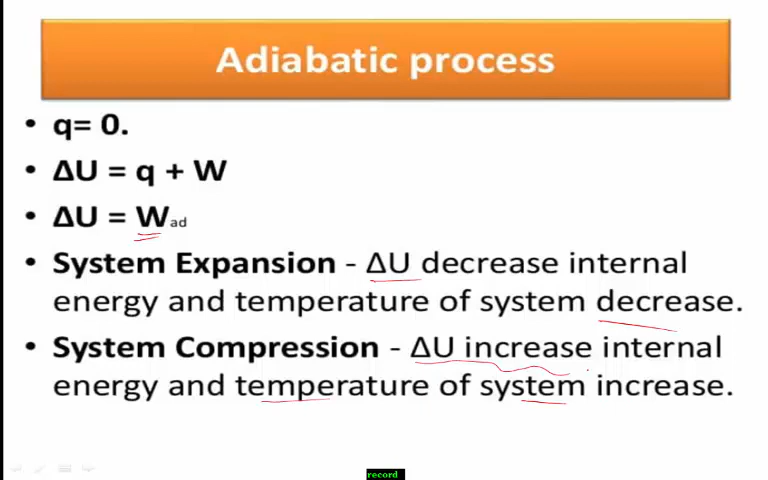 Adiabatic process
• q= 0.
• ΔU = q + W
• ΔU = Wad
• System Expansion - ΔU decrease internal
energy and temperature of system decrease.
• System Compression - ΔU increase internal
energy and temperature of system increase.
record